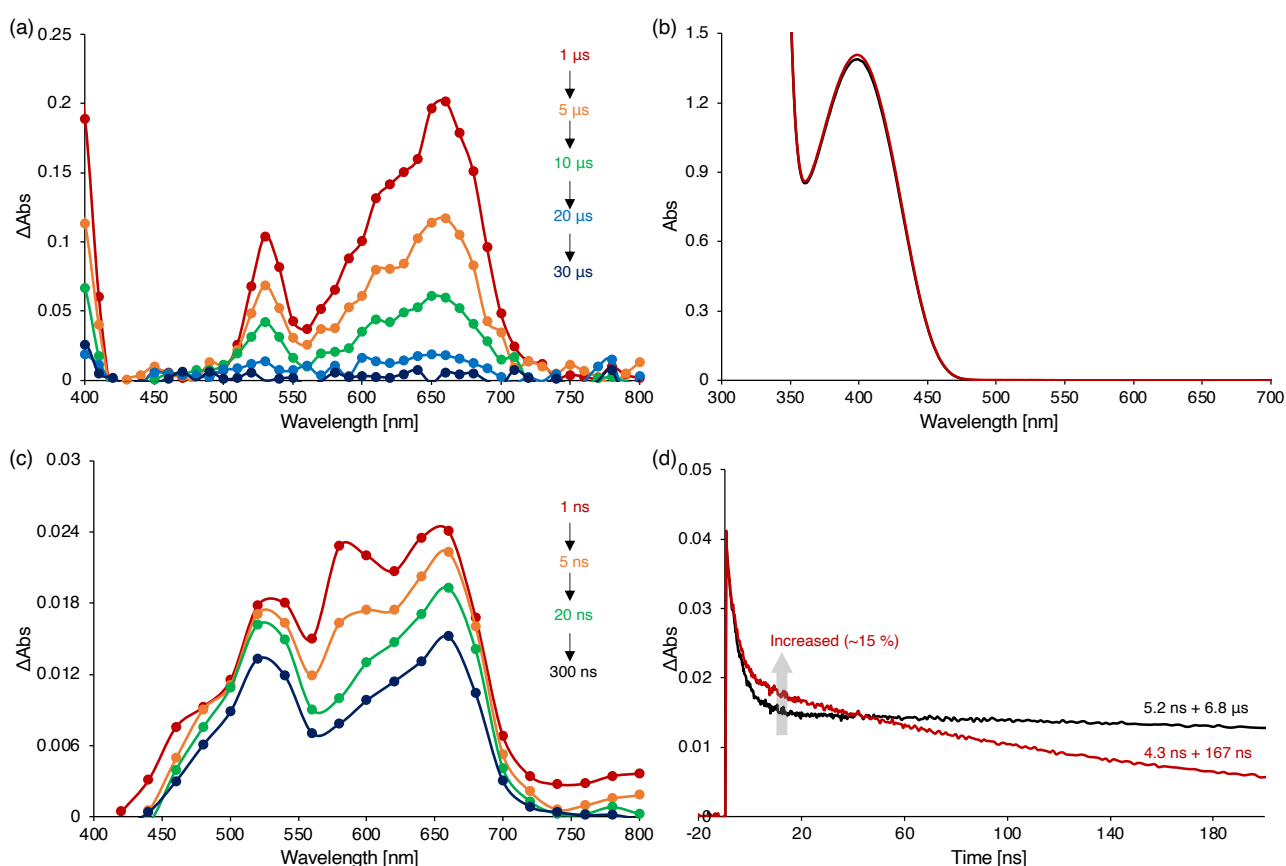 (a)
0.25
0.2
0.15
0.1
0.05
0
ΔAbs
400 450 500 550 600 650 700 750 800
Wavelength [nm]
1 µs
5 µs
10 µs
20 µs
30 µs
(b)
1.5
1.2
0.9
0.6
0.3
0
Abs
300 350 400 450 500 550 600 650 700
Wavelength [nm]
(c)
0.03
0.024
0.018
0.012
0.006
0
ΔAbs
400 450 500 550 600 650 700 750 800
Wavelength [nm]
1 ns
5 ns
20 ns
300 ns
(d)
0.05
0.04
0.03
0.02
0.01
0
ΔAbs
-20 20 60 100 140 180
Time [ns]
Increased (~15 %)
5.2 ns + 6.8 µs
4.3 ns + 167 ns